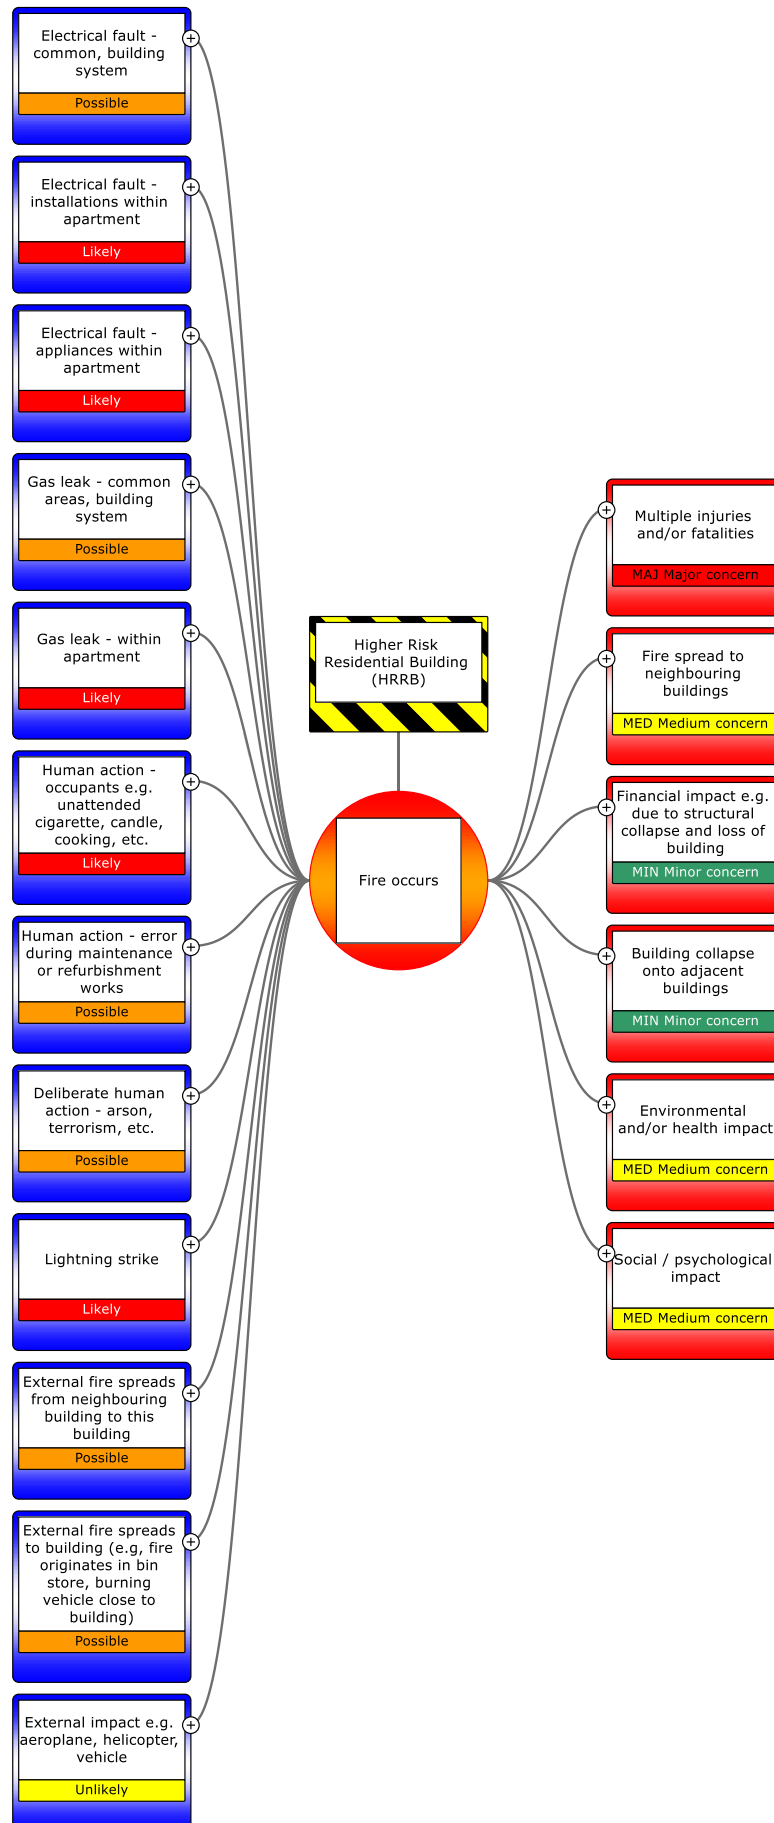 Electrical fault -
common, building
system
Possible
Electrical fault -
installations within
apartment
Likely
Electrical fault -
appliances within
apartment
Likely
Gas leak - common
areas, building
system
Possible
Gas leak - within
apartment
Likely
Human action -
occupants e.g.
unattended
cigarette, candle,
cooking, etc.
Likely
Human action - error
during maintenance
or refurbishment
works
Possible
Deliberate human
action - arson,
terrorism, etc.
Possible
Lightning strike
Likely
External fire spreads
from neighbouring
building to this
building
Possible
External fire spreads
to building (e.g, fire
originates in bin
store, burning
vehicle close to
building)
Possible
External impact e.g.
aeroplane, helicopter,
vehicle
Unlikely
Higher Risk
Residential Building
(HRRB)
Fire occurs
Multiple injuries
and/or fatalities
MAJ Major concern
Fire spread to
neighbouring
buildings
MED Medium concern
Financial impact e.g.
due to structural
collapse and loss of
building
MIN Minor concern
Building collapse
onto adjacent
buildings
MIN Minor concern
Environmental
and/or health impact
MED Medium concern
Social / psychological
impact
MED Medium concern